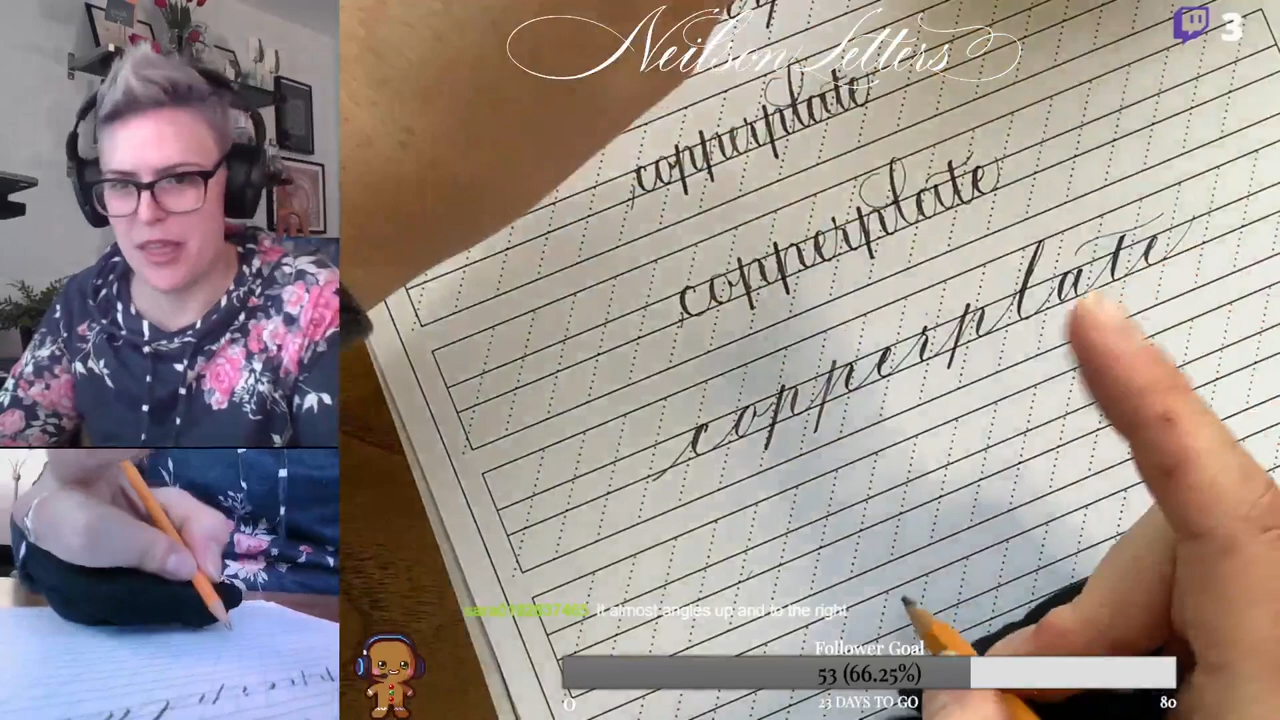 Neilson Letters
3
copperplate
copperplate
copperplate
It almost angles up and to the right
Follower Goal
53 (66.25%)
0
23 DAYS TO GO
80